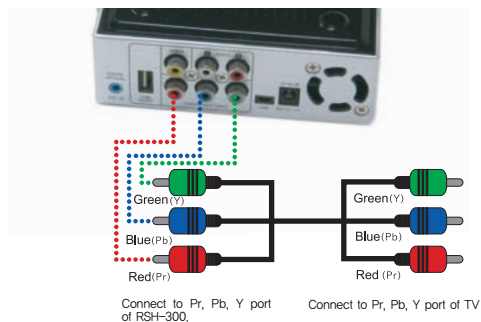 Green(Y)
Blue(Pb)
Red(Pr)
Green(Y)
Blue(Pb)
Red (Pr)
Connect to Pr, Pb, Y port
of RSH-300.
Connect to Pr, Pb, Y port of TV